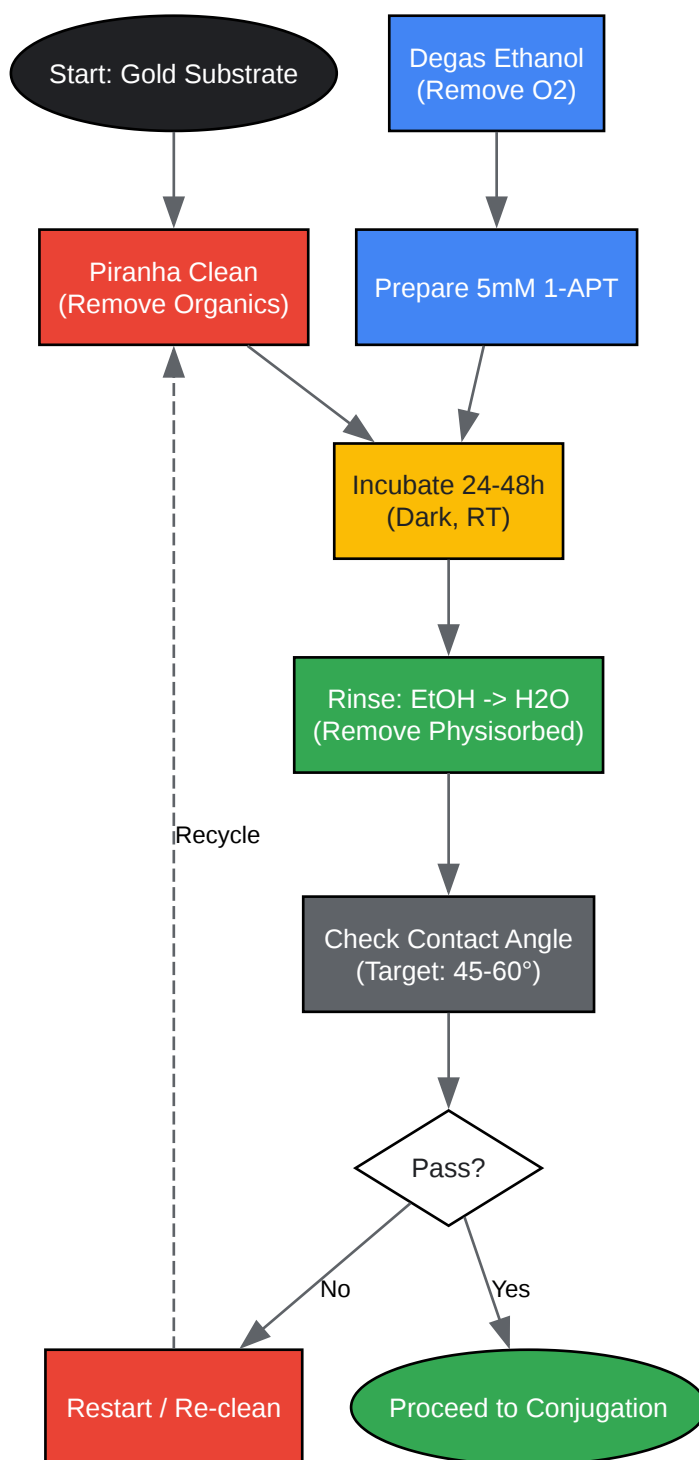 Start: Gold Substrate
Degas Ethanol
(Remove O2)
Piranha Clean
(Remove Organics)
Prepare 5mM 1-APT
Incubate 24-48h
(Dark, RT)
Rinse: EtOH -> H2O
(Remove Physisorbed)
Recycle
Check Contact Angle
(Target: 45-60°)
Pass?
No
Yes
Restart / Re-clean
Proceed to Conjugation